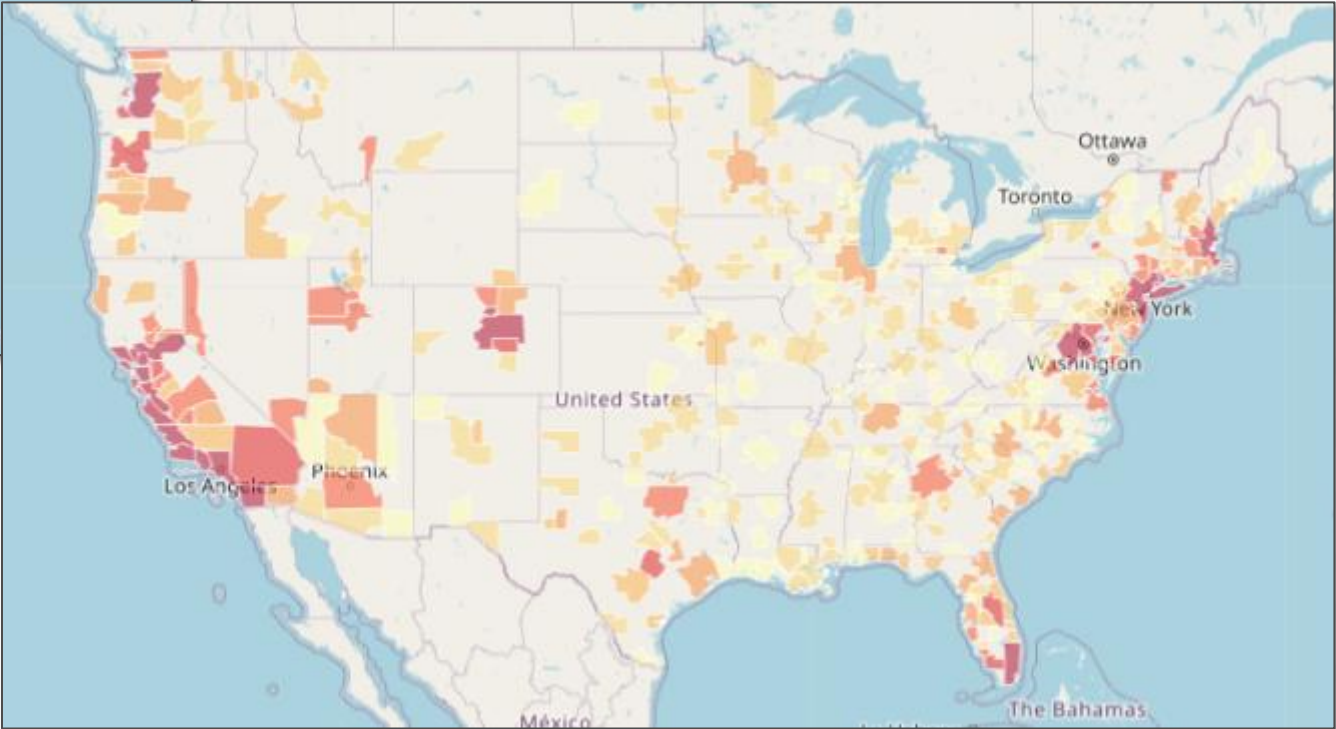 Ottawa
Toronto
New York
Washington
United States
Phoenix
Los Angeles
The Bahamas
México